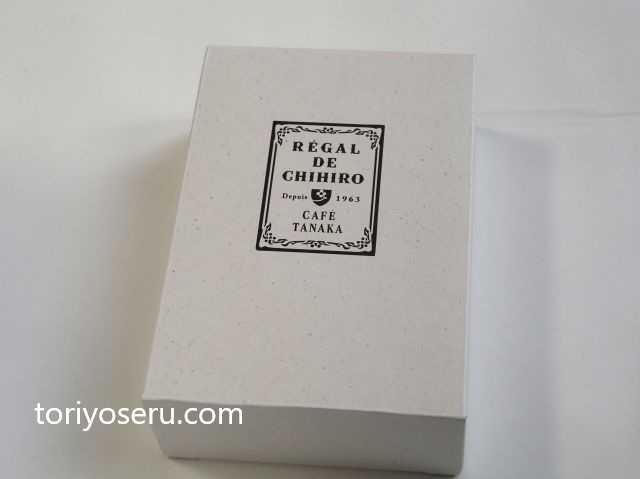 RÉGAL
DE
CHIHIRO
Depuis 1963
CAFÉ
TANAKA
toriyoseru.com